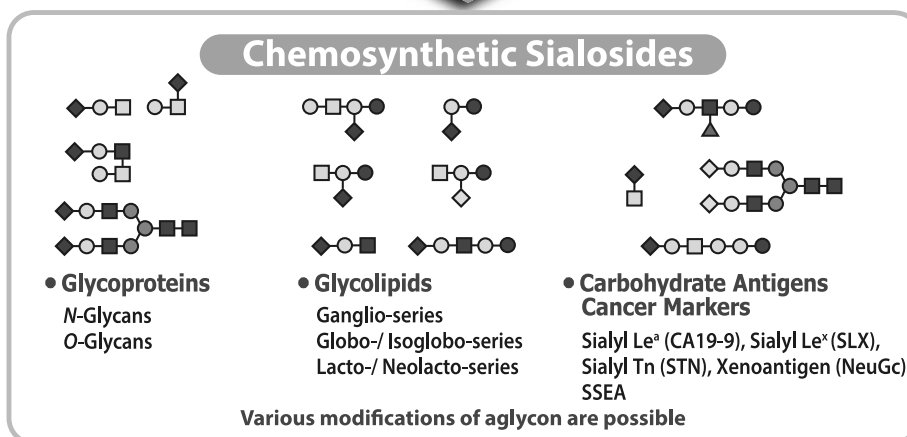 Chemosynthetic Sialosides
• Glycoproteins
N-Glycans
O-Glycans
• Glycolipids
Ganglio-series
Globo-/ Isoglobo-series
Lacto-/ Neolacto-series
• Carbohydrate Antigens
Cancer Markers
Sialyl Leᵃ (CA19-9), Sialyl Leˣ (SLX),
Sialyl Tn (STN), Xenoantigen (NeuGc)
SSEA
Various modifications of aglycon are possible